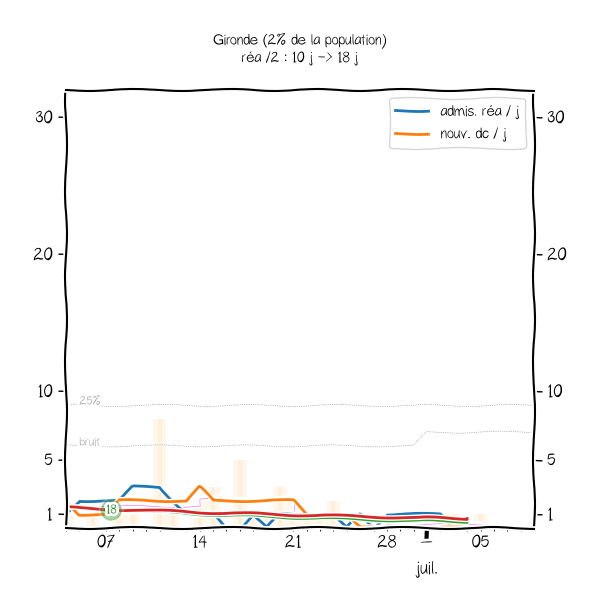 Gironde (2% de la population)
réa /2 : 10 j -> 18 j
admis. réa / j
nouv. dc / j
30
30
20
20
10
10
25%
bruit
5
5
18
1
1
07
14
21
28
05
juil.